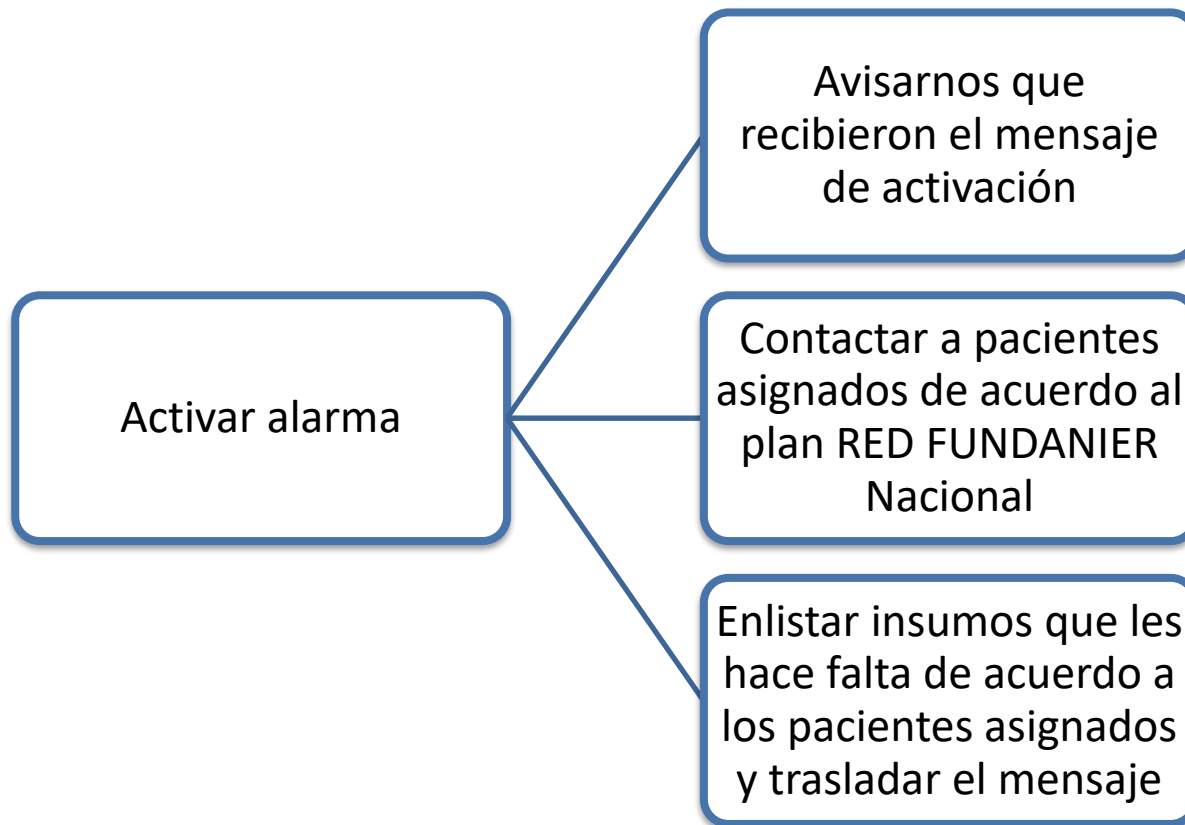 Activar alarma
Avisarnos que
recibieron el mensaje
de activación
Contactar a pacientes
asignados de acuerdo al
plan RED FUNDANIER
Nacional
Enlistar insumos que les
hace falta de acuerdo a
los pacientes asignados
y trasladar el mensaje